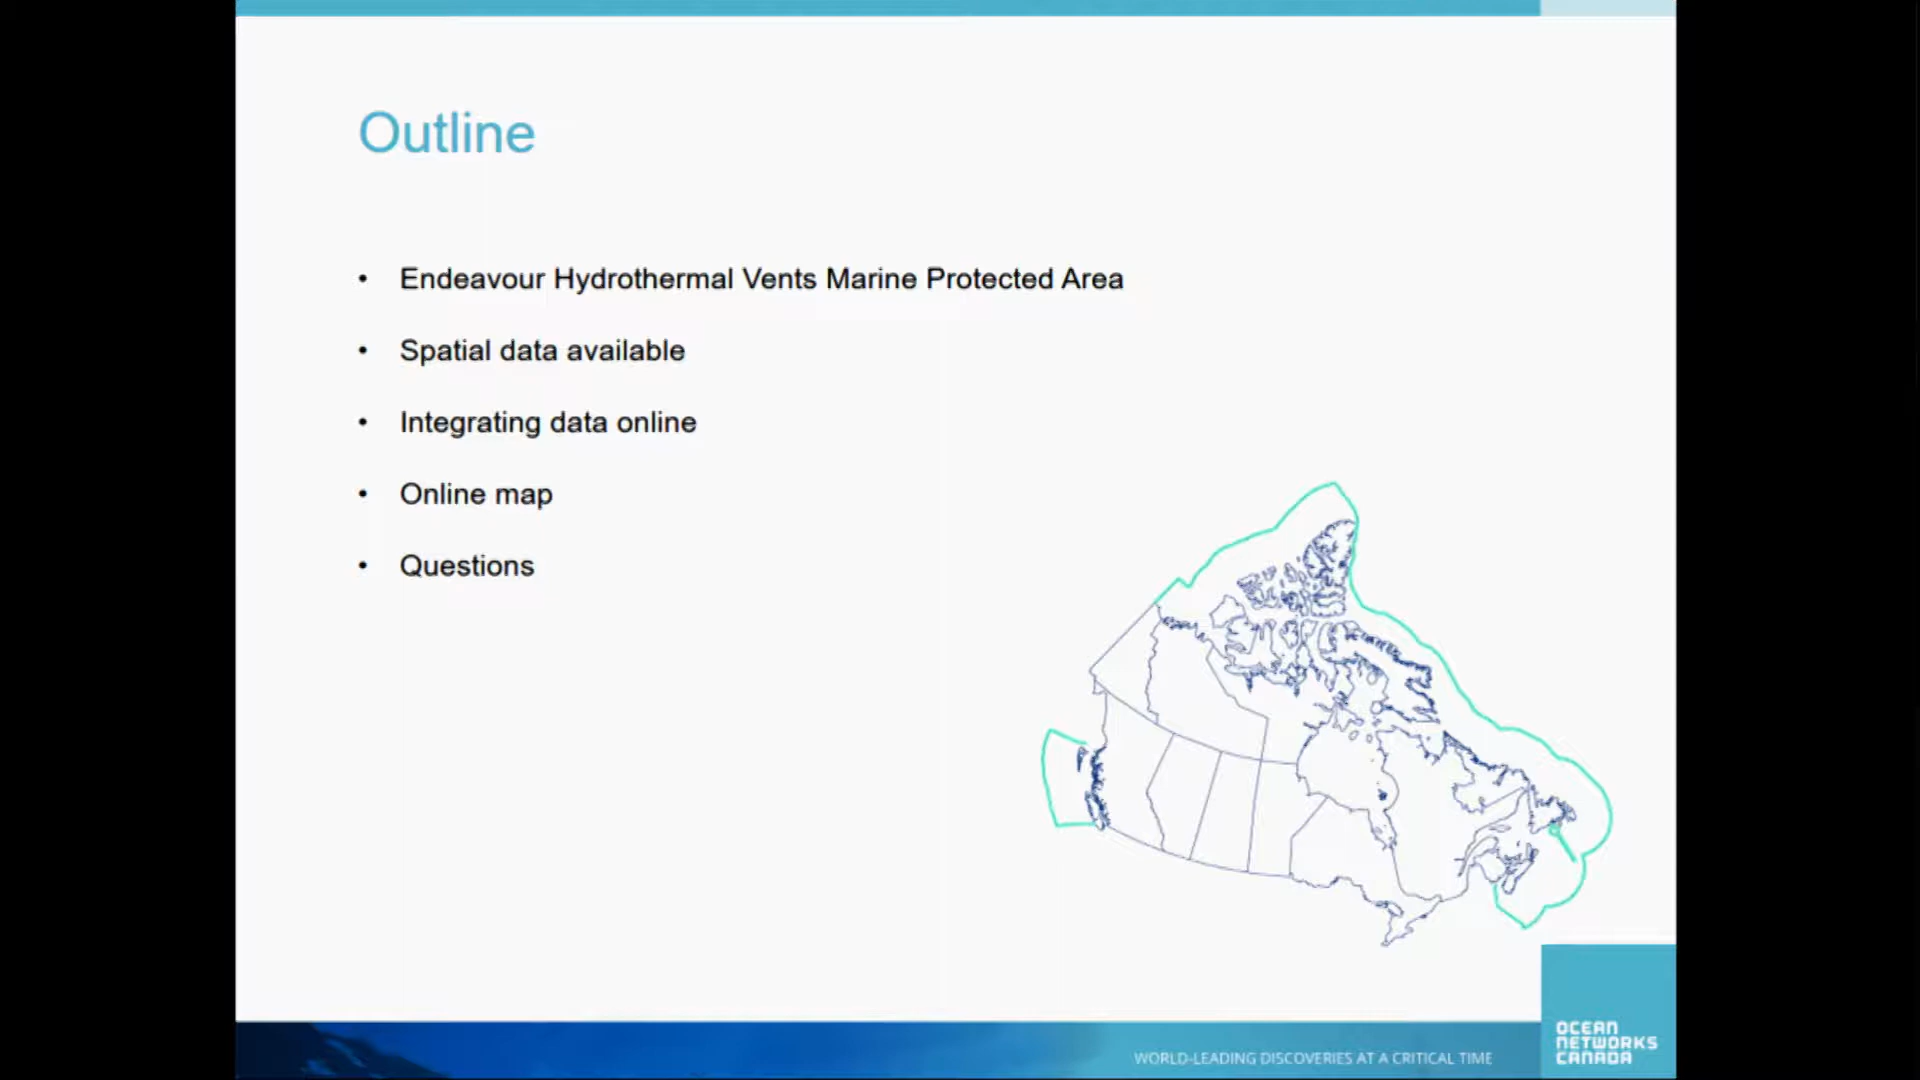 Outline
• Endeavour Hydrothermal Vents Marine Protected Area
• Spatial data available
• Integrating data online
• Online map
• Questions
WORLD-LEADING DISCOVERIES AT A CRITICAL TIME
OCEAN
NETWORKS
CANADA